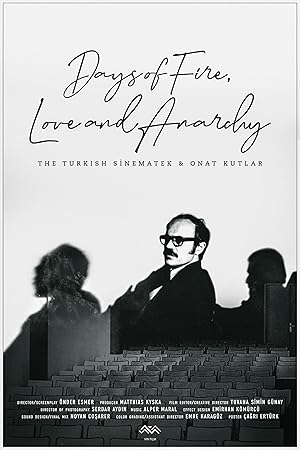 Days of Fire,
Love and Anarchy
THE TURKISH SİNEMATEK & ONAT KUTLAR
DIRECTOR/SCREENPLAY ÖNDER ESMER PRODUCER MATTHIAS KYSKA FILM EDITOR/CREATIVE DIRECTOR TURANA SİMİN GÜNAY
DIRECTOR OF PHOTOGRAPHY SERDAR AYDIN MUSIC ALPER MARAL EFFECT DESIGN EMİRHAN KÖMÜRCÜ
SOUND DESIGN/FINAL MIX NOYAN COŞARER COLOR GRADING/ASSISTANT DIRECTOR EMRE KARAGÖZ POSTER ÇAĞRI ERTÜRK